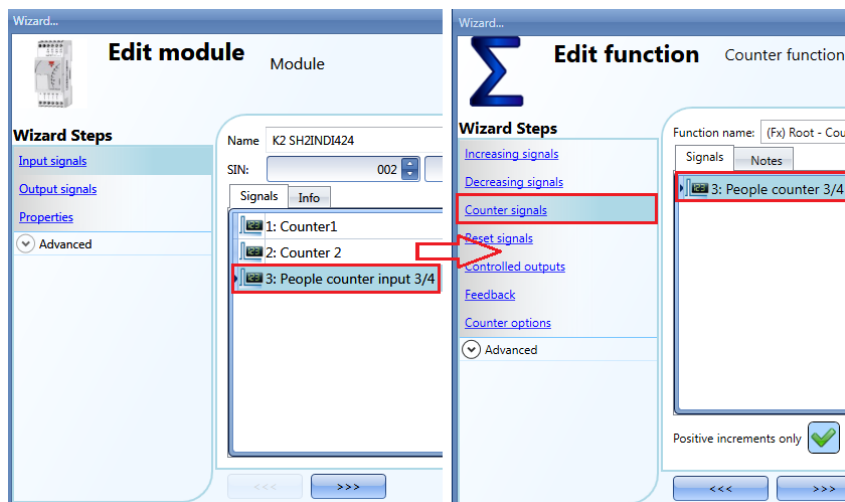 Wizard...
Edit module
Module
Wizard Steps
Input signals
Output signals
Properties
Advanced
Name K2 SH2INDI424
SIN: 002
Signals Info
1: Counter1
2: Counter 2
3: People counter input 3/4
<<< >>>
Wizard...
Edit function
Counter function
Wizard Steps
Increasing signals
Decreasing signals
Counter signals
Reset signals
Controlled outputs
Feedback
Counter options
Advanced
Function name: (Fx) Root - Cou
Signals Notes
3: People counter 3/4
Positive increments only
<<< >>>